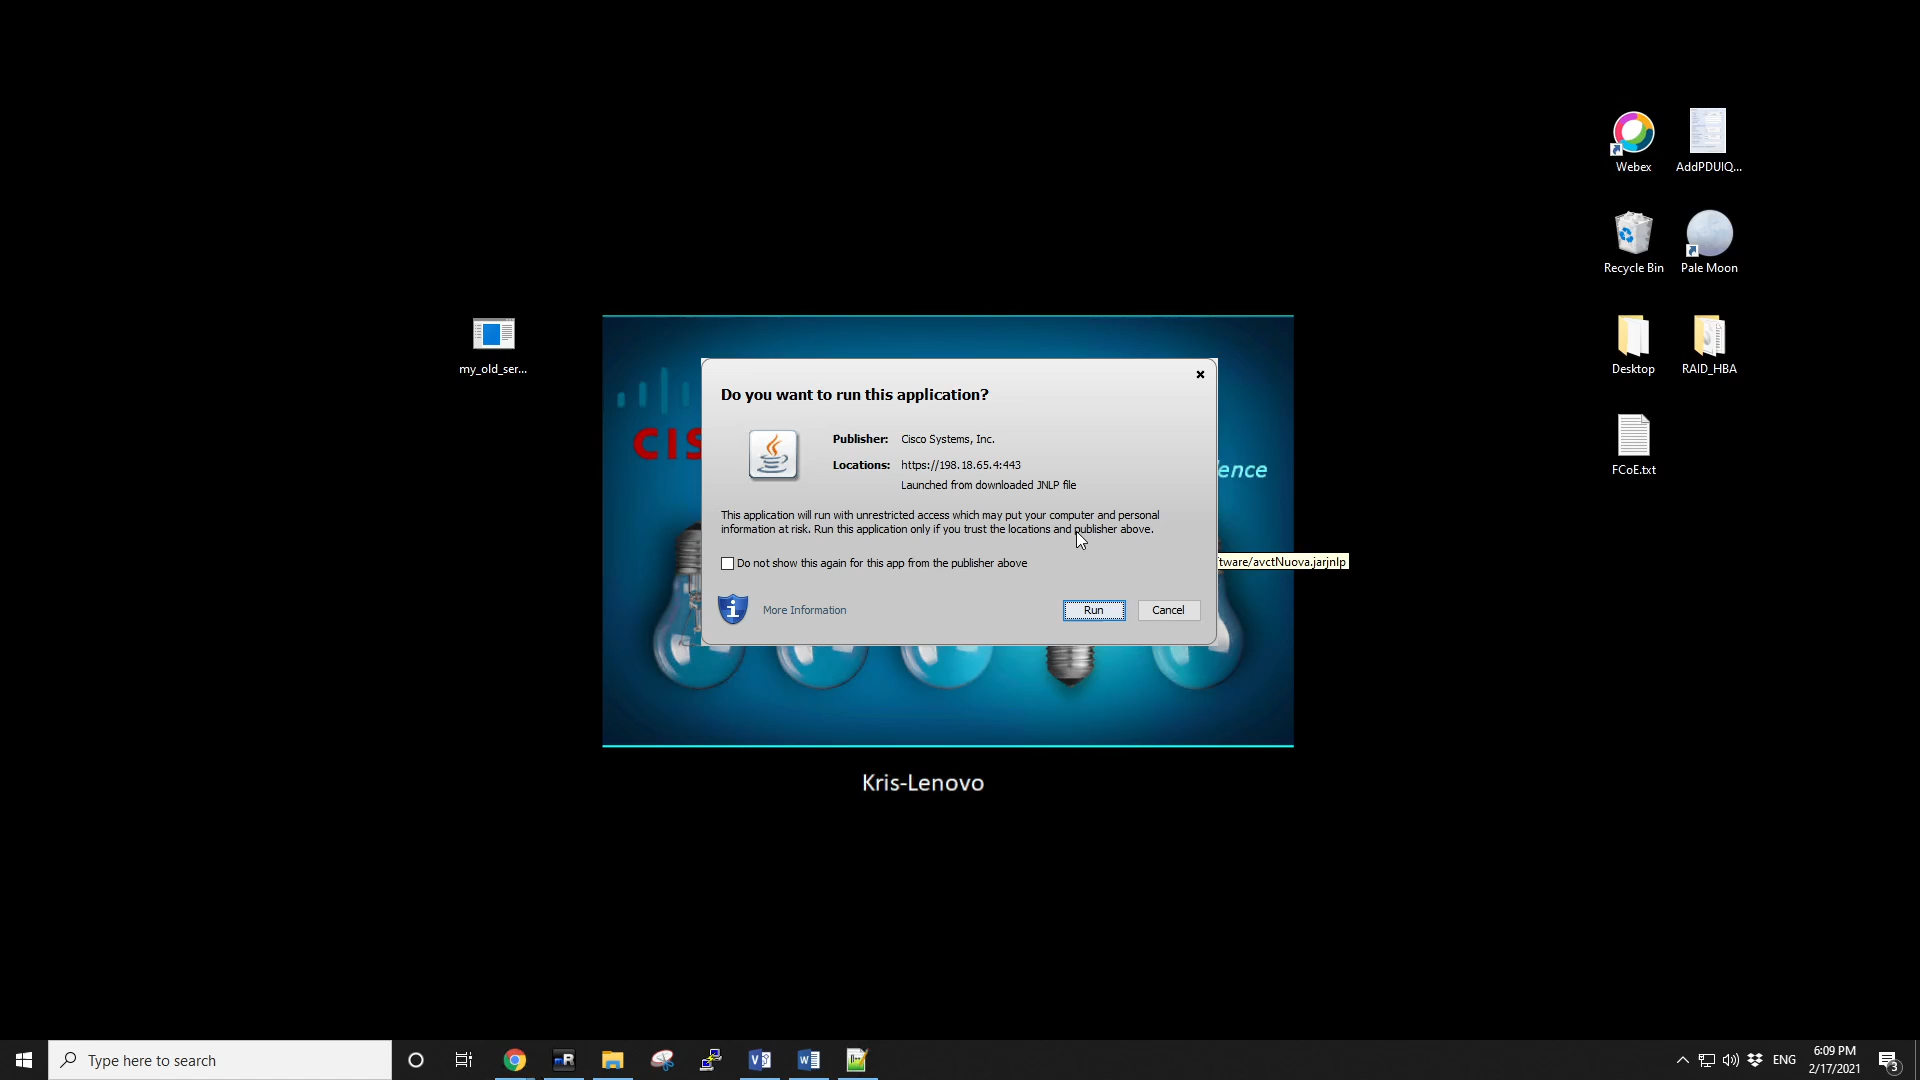 Webex
AddPDUIQ...
Recycle Bin
Pale Moon
my_old_ser...
Desktop
RAID_HBA
FCoE.txt
CIS
ence
Do you want to run this application?
Publisher: Cisco Systems, Inc.
Locations: https://198.18.65.4:443
Launched from downloaded JNLP file
This application will run with unrestricted access which may put your computer and personal
information at risk. Run this application only if you trust the locations and publisher above.
Do not show this again for this app from the publisher above
ftware/avctNuova.jarjnlp
More Information
Run
Cancel
Kris-Lenovo
Type here to search
ENG
6:09 PM
2/17/2021
3